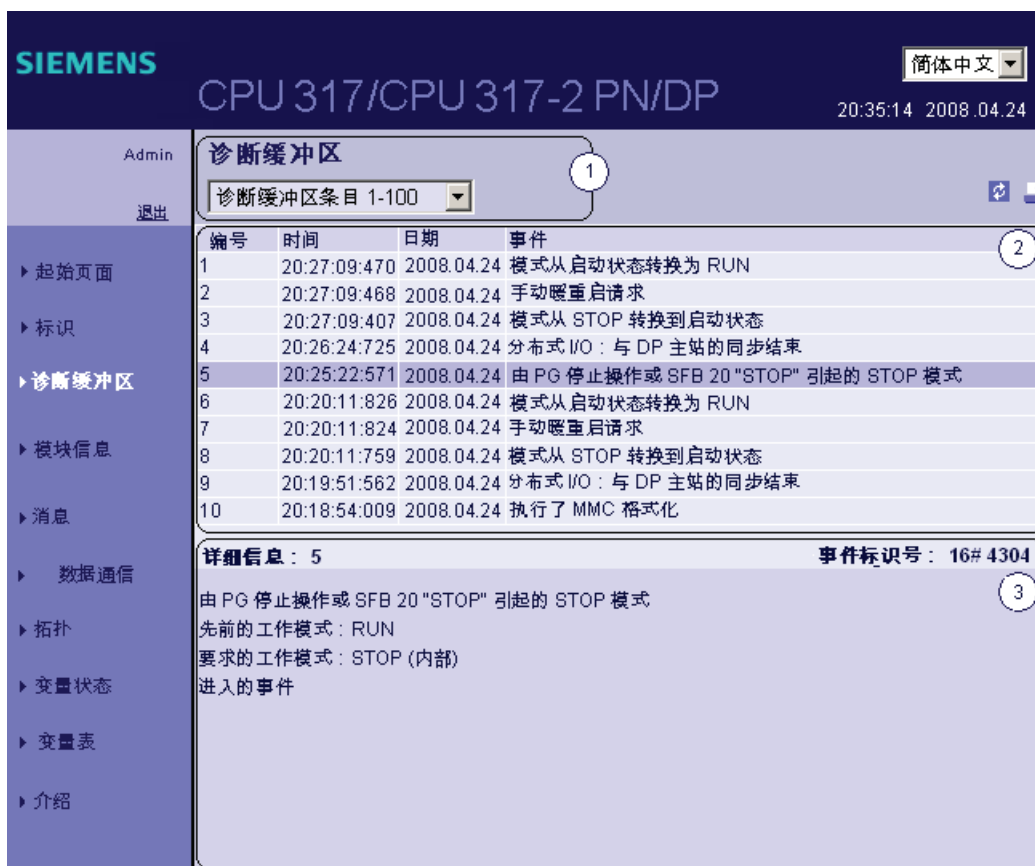 SIEMENS
CPU 317/CPU 317-2 PN/DP
简体中文
20:35:14 2008.04.24
Admin
退出
起始页面
标识
诊断缓冲区
模块信息
消息
数据通信
拓扑
变量状态
变量表
介绍
诊断缓冲区
1
诊断缓冲区条目 1-100
编号 时间 日期 事件
2
1 20:27:09:470 2008.04.24 模式从启动状态转换为 RUN
2 20:27:09:468 2008.04.24 手动暖重启请求
3 20:27:09:407 2008.04.24 模式从 STOP 转换到启动状态
4 20:26:24:725 2008.04.24 分布式 I/O : 与 DP 主站的同步结束
5 20:25:22:571 2008.04.24 由 PG 停止操作或 SFB 20 "STOP" 引起的 STOP 模式
6 20:20:11:826 2008.04.24 模式从启动状态转换为 RUN
7 20:20:11:824 2008.04.24 手动暖重启请求
8 20:20:11:759 2008.04.24 模式从 STOP 转换到启动状态
9 20:19:51:562 2008.04.24 分布式 I/O : 与 DP 主站的同步结束
10 20:18:54:009 2008.04.24 执行了 MMC 格式化
详细信息 : 5 事件标识号 : 16# 4304
3
由 PG 停止操作或 SFB 20 "STOP" 引起的 STOP 模式
先前的工作模式 : RUN
要求的工作模式 : STOP (内部)
进入的事件